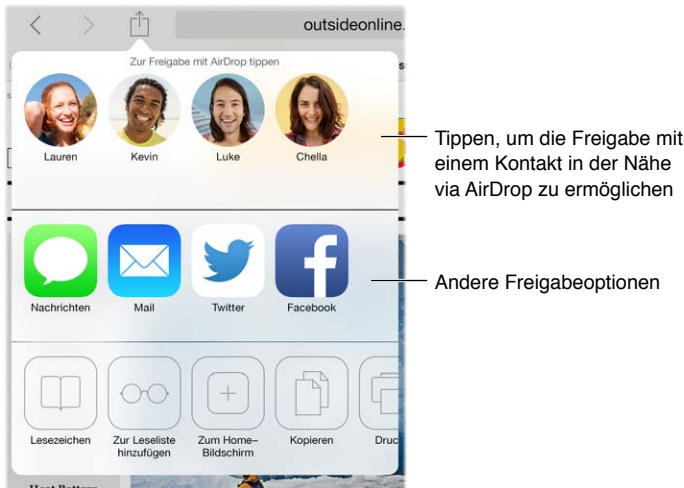 outsideonline.
Zur Freigabe mit AirDrop tippen
Lauren
Kevin
Luke
Chella
Tippen, um die Freigabe mit
einem Kontakt in der Nähe
via AirDrop zu ermöglichen
Nachrichten
Mail
Twitter
Facebook
Andere Freigabeoptionen
Lesezeichen
Zur Leseliste
hinzufügen
Zum Home-
Bildschirm
Kopieren
Druc